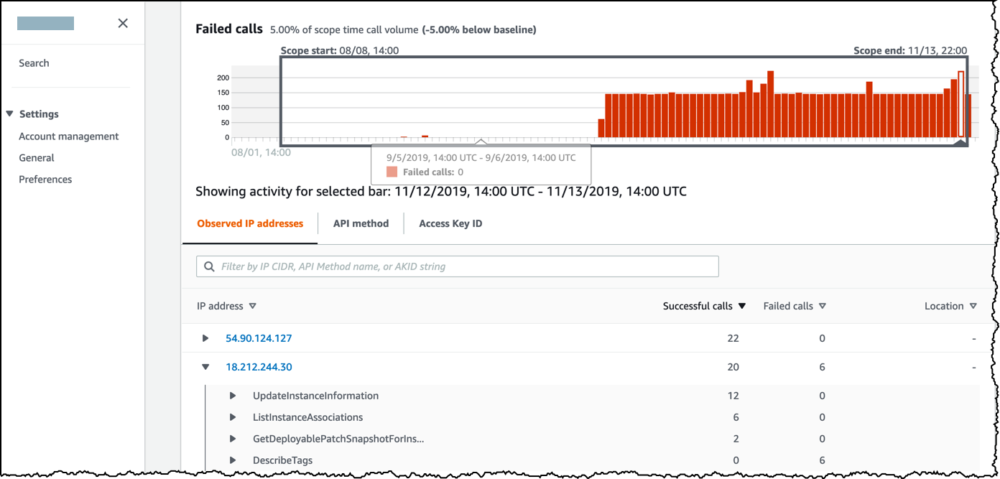 Search
Settings
Account management
General
Preferences
Failed calls 5.00% of scope time call volume (-5.00% below baseline)
Scope start: 08/08, 14:00 Scope end: 11/13, 22:00
200
150
100
50
0
08/01, 14:00
9/5/2019, 14:00 UTC - 9/6/2019, 14:00 UTC
Failed calls: 0
Showing activity for selected bar: 11/12/2019, 14:00 UTC - 11/13/2019, 14:00 UTC
Observed IP addresses API method Access Key ID
Filter by IP CIDR, API Method name, or AKID string
IP address Successful calls Failed calls Location
54.90.124.127 22 0 -
18.212.244.30 20 6 -
UpdateInstanceInformation 12 0
ListInstanceAssociations 6 0
GetDeployablePatchSnapshotForIns... 2 0
DescribeTags 0 6